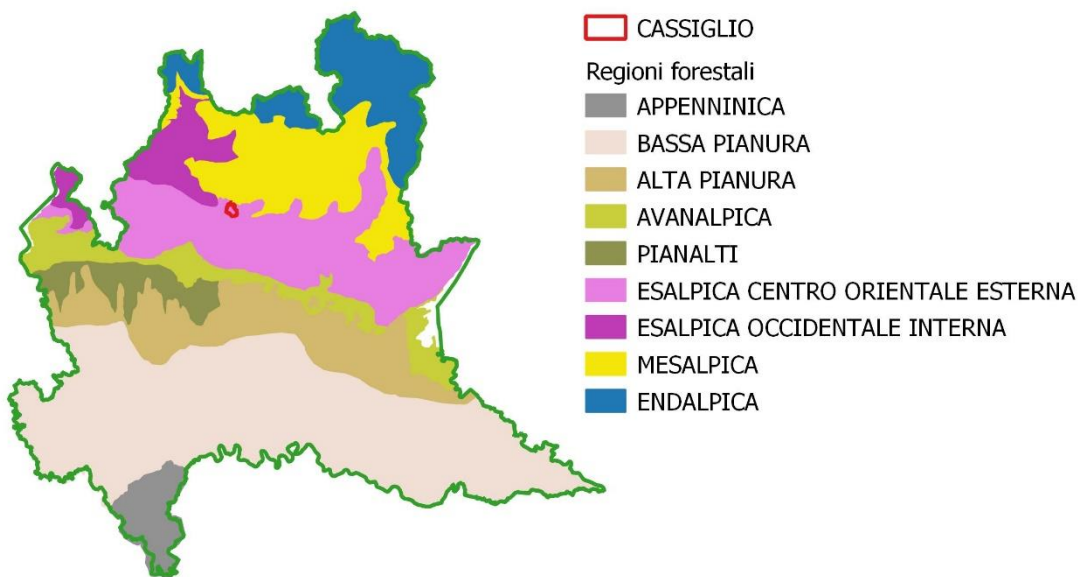 CASSIGLIO
Regioni forestali
APPENNINICA
BASSA PIANURA
ALTA PIANURA
AVANALPICA
PIANALTI
ESALPICA CENTRO ORIENTALE ESTERNA
ESALPICA OCCIDENTALE INTERNA
MESALPICA
ENDALPICA